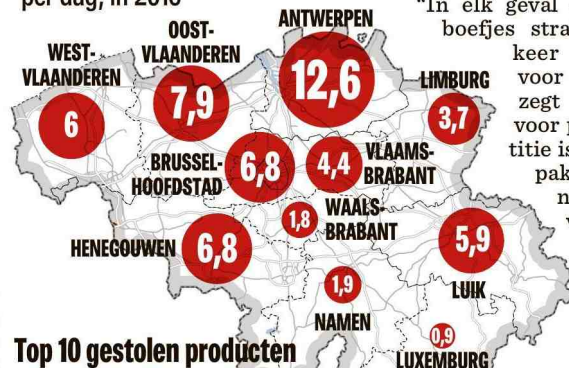 per dag, in 2016
WEST-
VLAANDEREN
6
OOST-
VLAANDEREN
7,9
ANTWERPEN
12,6
LIMBURG
3,7
BRUSSEL-
HOOFDSTAD
6,8
4,4
VLAAMS-
BRABANT
1,8
WAALS-
BRABANT
HENEGOUWEN
6,8
5,9
LUIK
1,9
NAMEN
0,9
LUXEMBURG
Top 10 gestolen producten
"In elk geval
boefjes stra
keer
voor
zegt
voor p
titie is
pak
n